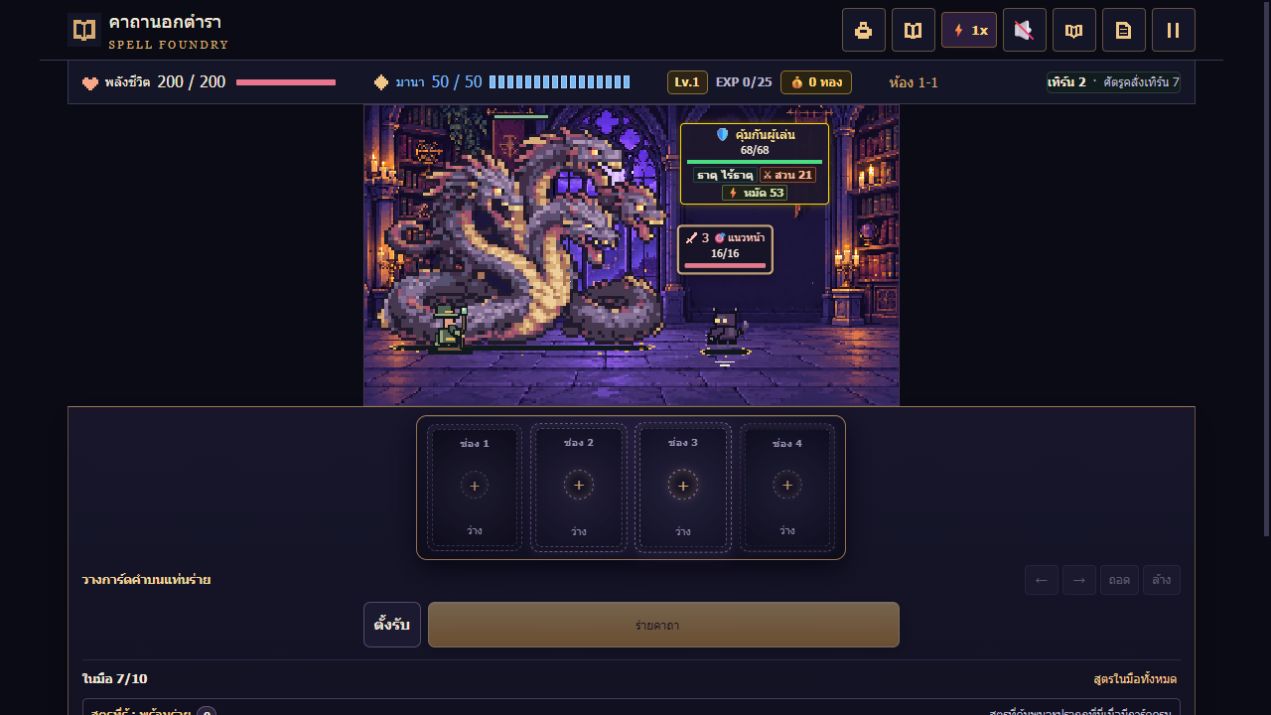 คาถานอกตำรา
SPELL FOUNDRY
1x
พลังชีวิต 200 / 200
มานา 50 / 50
Lv.1 EXP 0/25 0 ทอง
ห้อง 1-1
เทิร์น 2 · ศัตรูคลั่งเทิร์น 7
คุ้มกันผู้เล่น
68/68
ธาตุ ไร้ธาตุ สวน 21
หมัด 53
3 แนวหน้า
16/16
ช่อง 1 ช่อง 2 ช่อง 3 ช่อง 4
+ + + +
ว่าง ว่าง ว่าง ว่าง
วางการ์ดคำบนแท่นร่าย
← → ถอด ล้าง
ตั้งรับ
ร่ายคาถา
ในมือ 7/10
สูตรในมือทั้งหมด